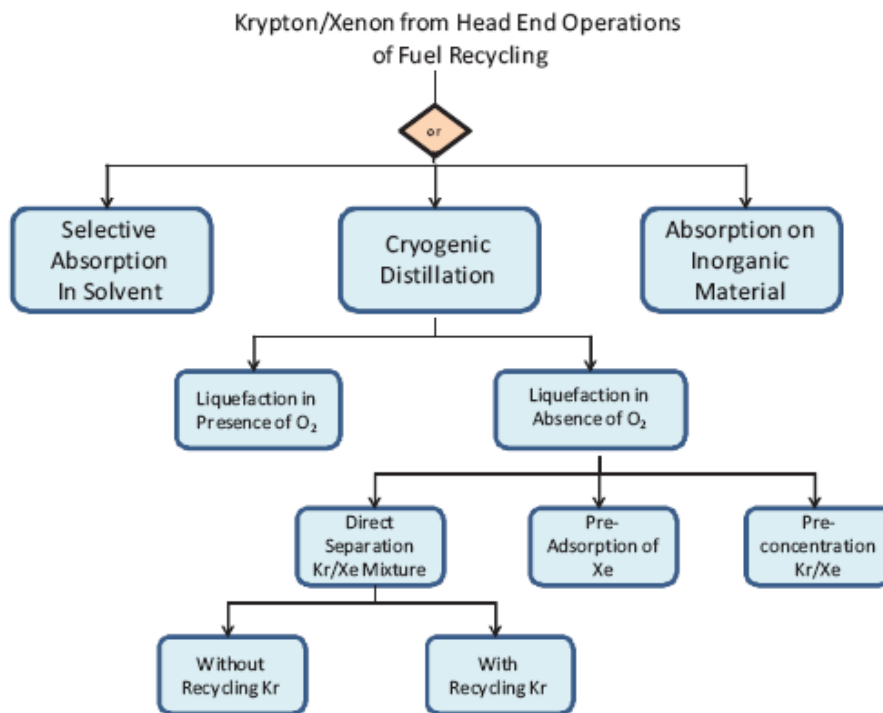 Krypton/Xenon from Head End Operations
of Fuel Recycling
or
Selective
Absorption
In Solvent
Cryogenic
Distillation
Absorption on
Inorganic
Material
Liquefaction in
Presence of O₂
Liquefaction in
Absence of O₂
Direct
Separation
Kr/Xe Mixture
Pre-
Adsorption of
Xe
Pre-
concentration
Kr/Xe
Without
Recycling Kr
With
Recycling Kr